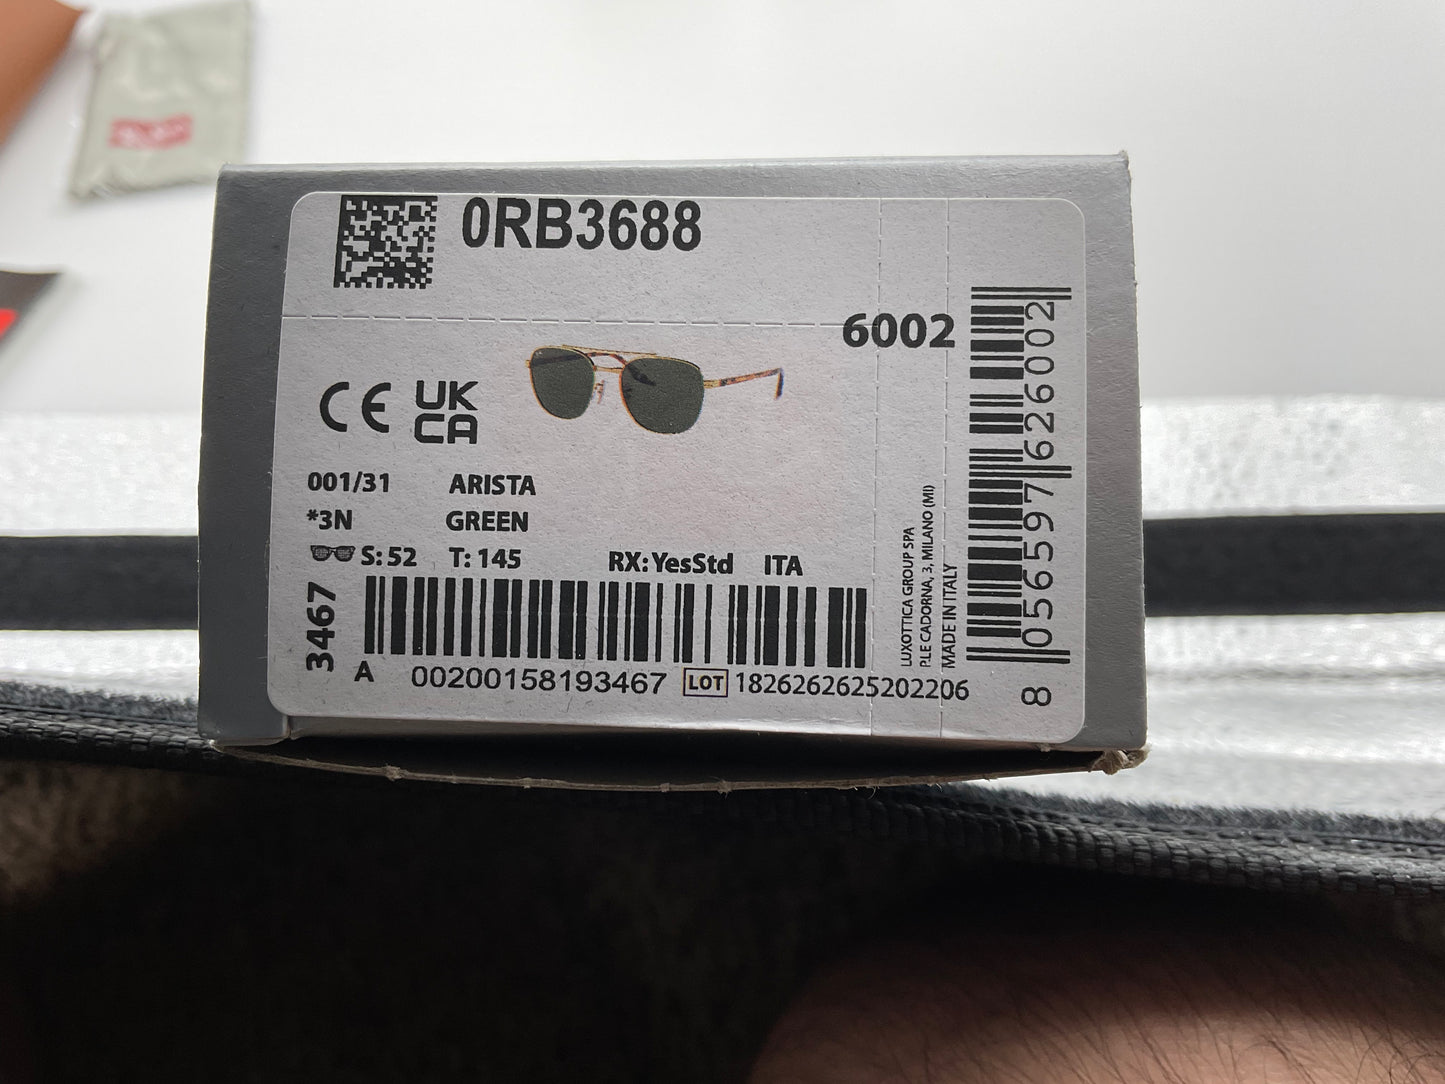 0RB3688
6002
CE UK
CA
001/31 ARISTA
*3N GREEN
S: 52 T: 145 RX: YesStd ITA
3467
A 00200158193467 LOT 1826262625202206
LUXOTTICA GROUP SPA
P.LE CADORNA, 3, MILANO (MI)
MADE IN ITALY
8 056597 626002